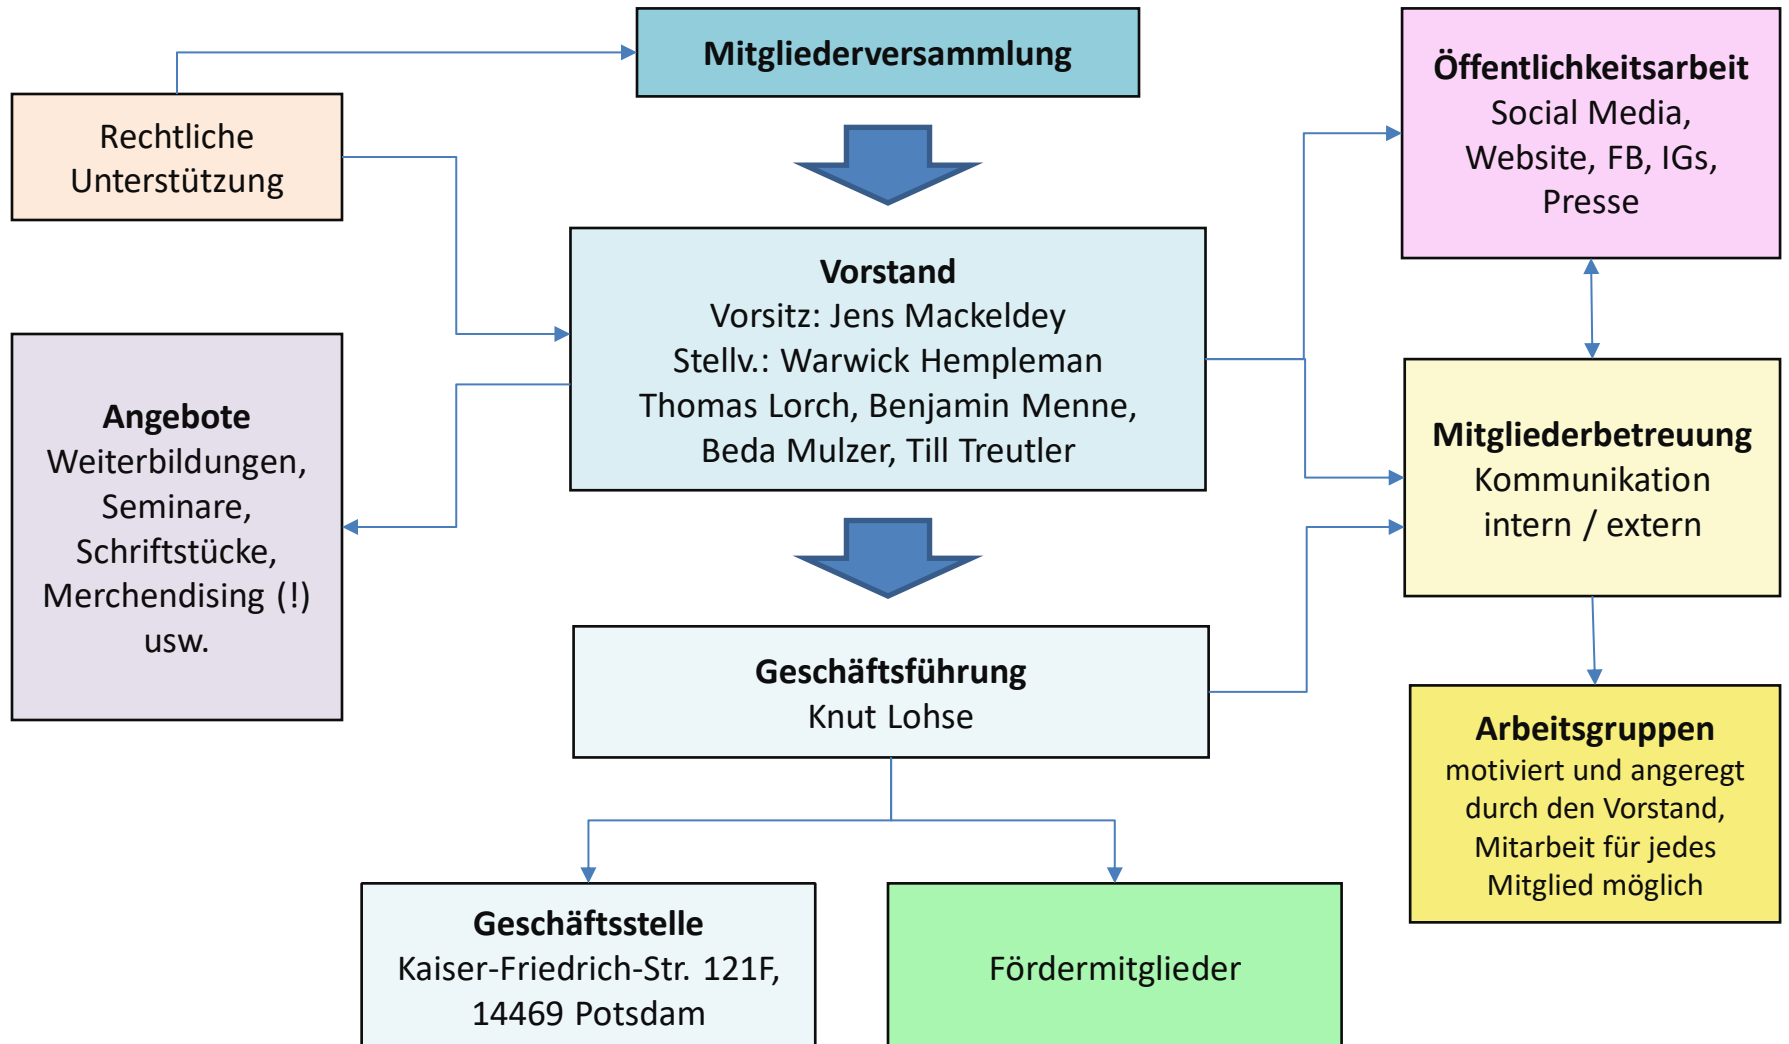 Mitgliederversammlung
Rechtliche
Unterstützung
Öffentlichkeitsarbeit
Social Media,
Website, FB, IGs,
Presse
Vorstand
Vorsitz: Jens Mackeldey
Stellv.: Warwick Hempleman
Thomas Lorch, Benjamin Menne,
Beda Mulzer, Till Treutler
Angebote
Weiterbildungen,
Seminare,
Schriftstücke,
Merchendising (!)
usw.
Mitgliederbetreuung
Kommunikation
intern / extern
Geschäftsführung
Knut Lohse
Arbeitsgruppen
motiviert und angeregt
durch den Vorstand,
Mitarbeit für jedes
Mitglied möglich
Geschäftsstelle
Kaiser-Friedrich-Str. 121F,
14469 Potsdam
Fördermitglieder